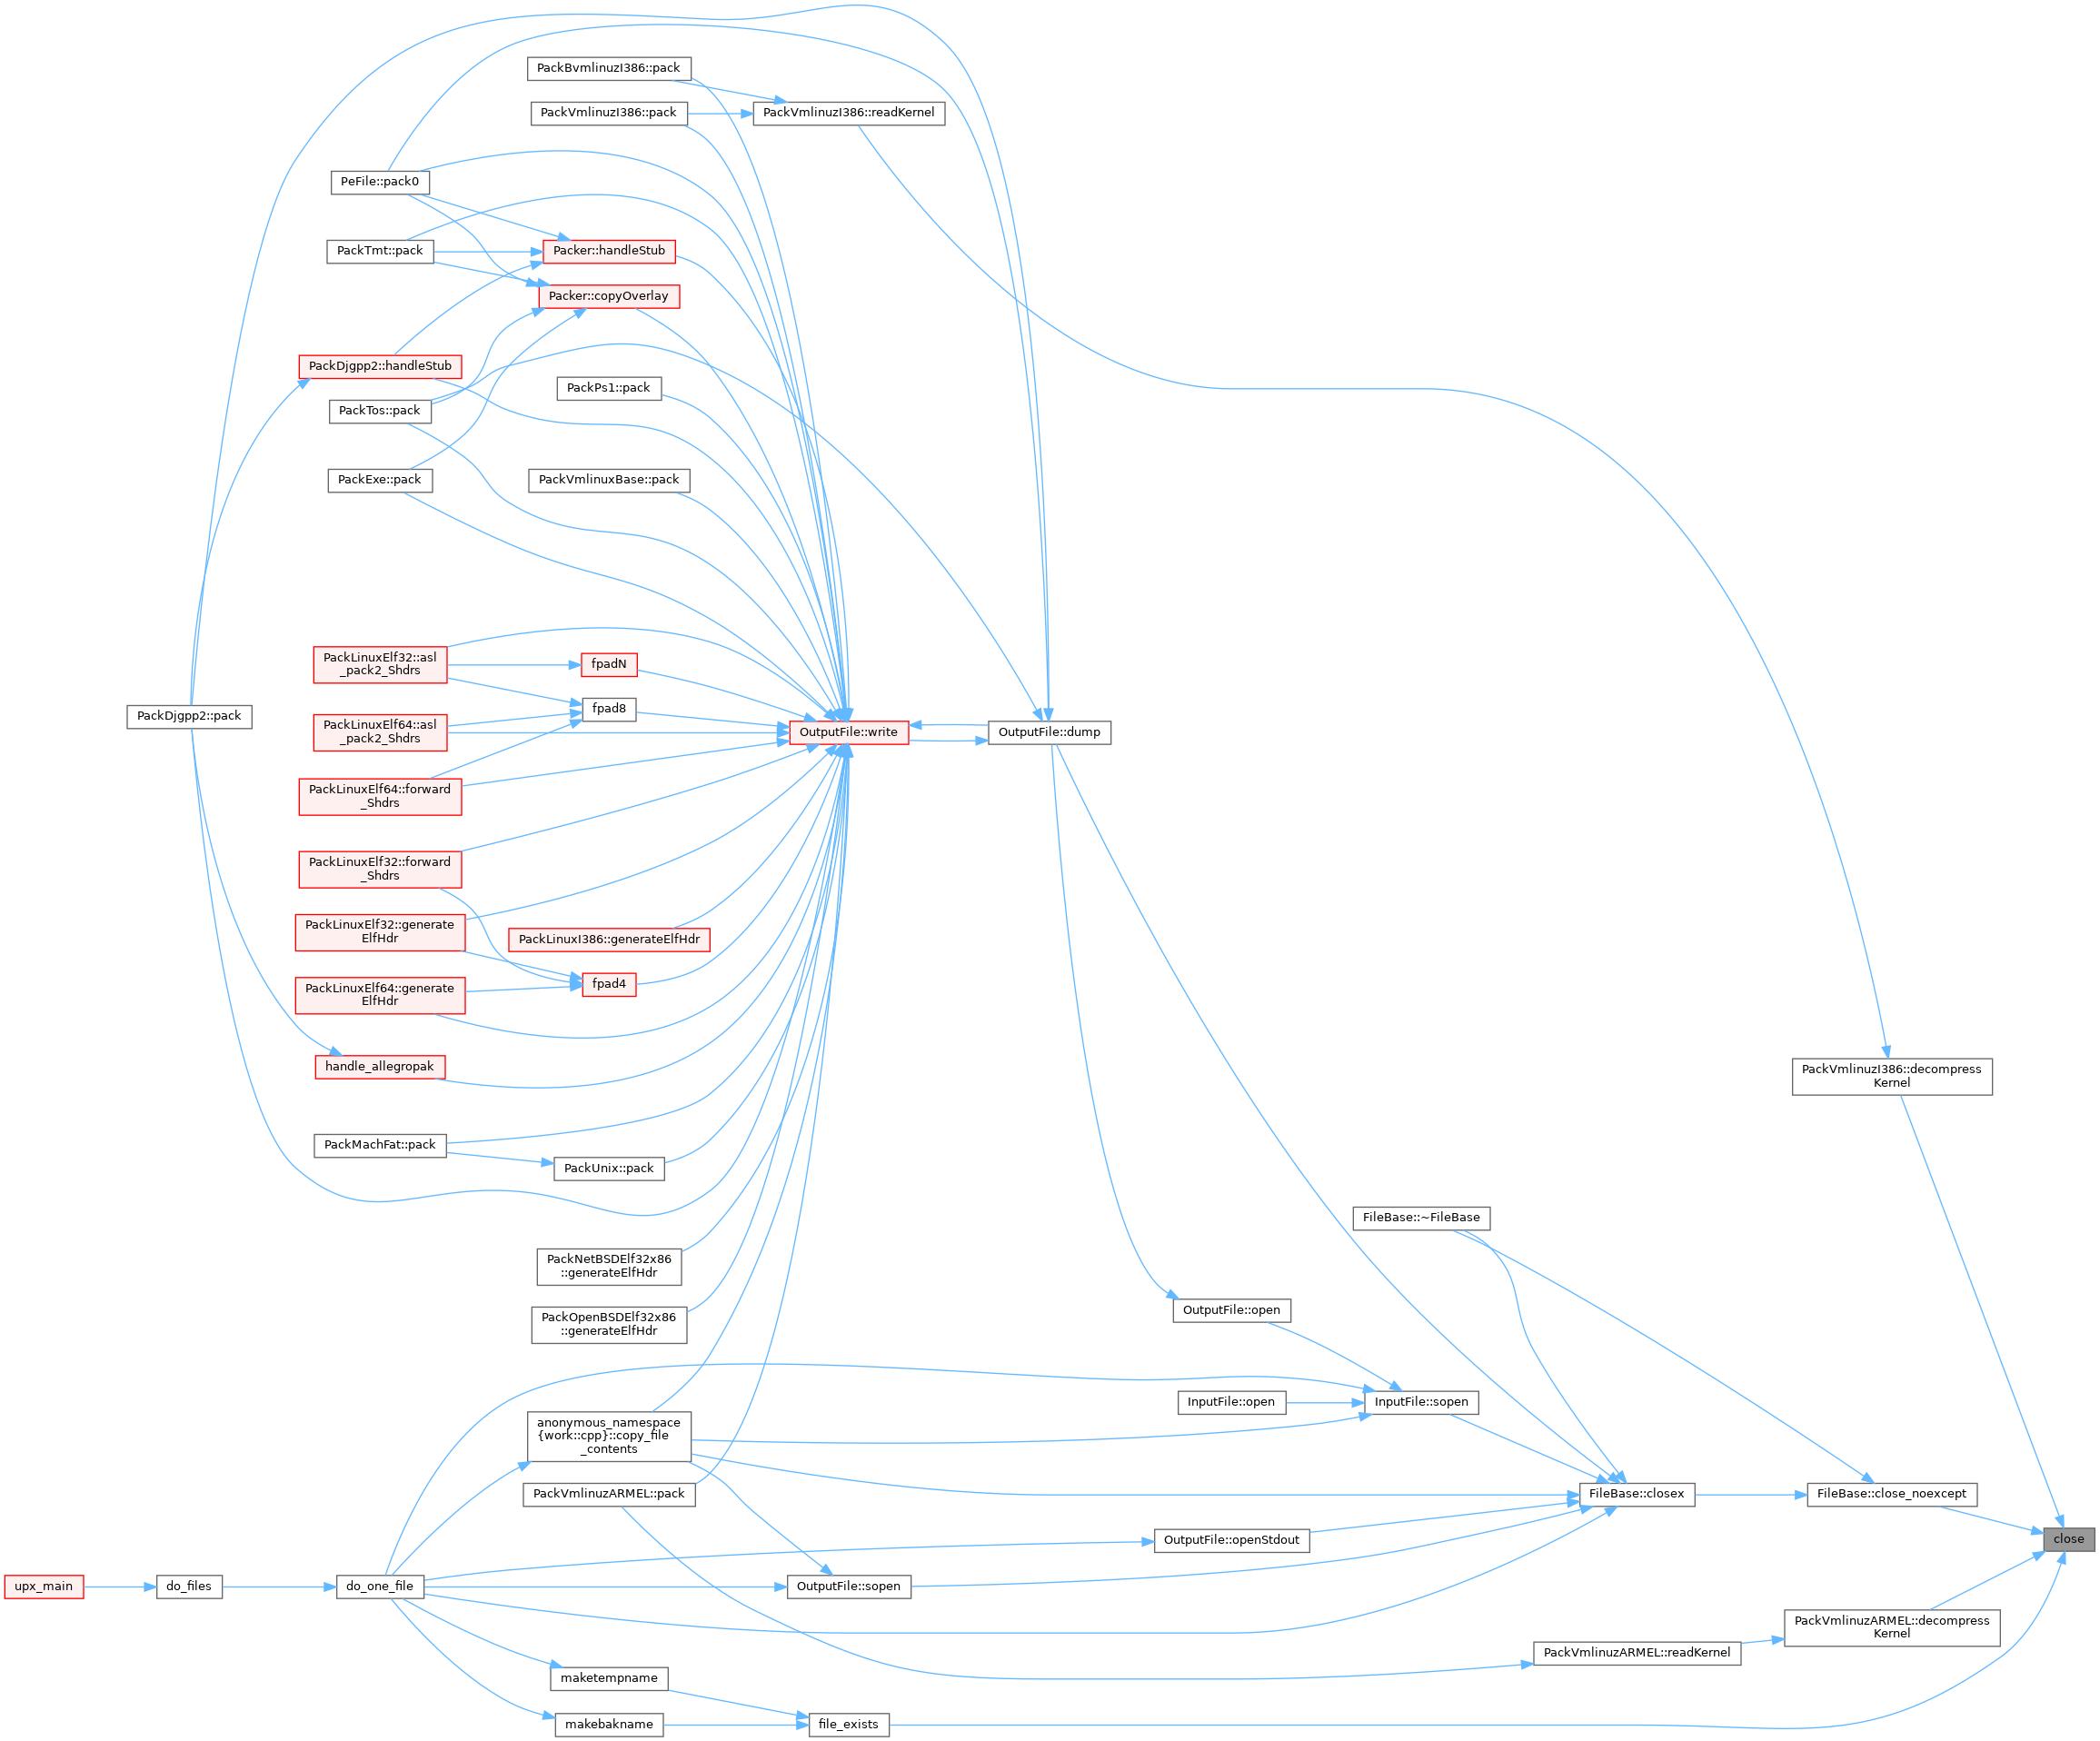 PackBvmlinuzI386::pack
PackVmlinuzI386::pack
PackVmlinuzI386::readKernel
PeFile::pack0
PackTmt::pack
Packer::handleStub
Packer::copyOverlay
PackDjgpp2::handleStub
PackPs1::pack
PackTos::pack
PackExe::pack
PackVmlinuxBase::pack
PackLinuxElf32::asl
_pack2_Shdrs
fpadN
fpad8
PackDjgpp2::pack
PackLinuxElf64::asl
_pack2_Shdrs
OutputFile::write
OutputFile::dump
PackLinuxElf64::forward
_Shdrs
PackLinuxElf32::forward
_Shdrs
PackLinuxElf32::generate
ElfHdr
PackLinuxI386::generateElfHdr
PackLinuxElf64::generate
ElfHdr
fpad4
handle_allegropak
PackVmlinuzI386::decompress
Kernel
PackMachFat::pack
PackUnix::pack
FileBase::~FileBase
PackNetBSDElf32x86
::generateElfHdr
OutputFile::open
PackOpenBSDElf32x86
::generateElfHdr
InputFile::open
InputFile::sopen
anonymous_namespace
{work::cpp}::copy_file
_contents
PackVmlinuzARMEL::pack
FileBase::closex
FileBase::close_noexcept
OutputFile::openStdout
close
upx_main
do_files
do_one_file
OutputFile::sopen
PackVmlinuzARMEL::decompress
Kernel
PackVmlinuzARMEL::readKernel
maketempname
makebakname
file_exists